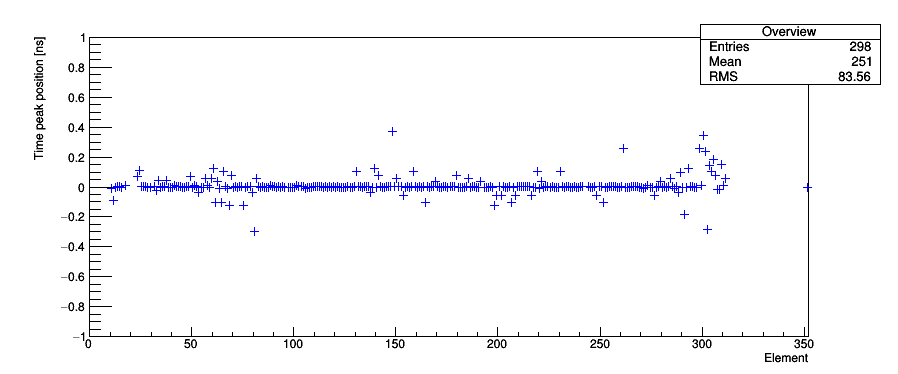 Overview
Entries 298
Mean 251
RMS 83.56
Time peak position [ns]
1
0.8
0.6
0.4
0.2
0
−0.2
−0.4
−0.6
−0.8
−1
0 50 100 150 200 250 300 350
Element